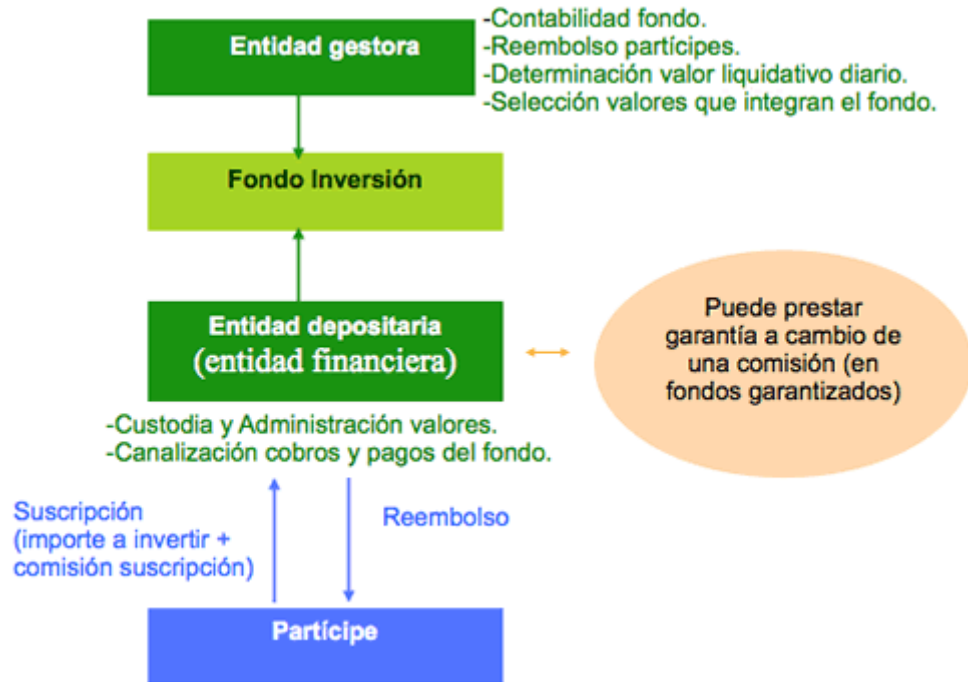 Entidad gestora
-Contabilidad fondo.
-Reembolso partícipes.
-Determinación valor liquidativo diario.
-Selección valores que integran el fondo.
Fondo Inversión
Entidad depositaria
(entidad financiera)
Puede prestar
garantía a cambio de
una comisión (en
fondos garantizados)
-Custodia y Administración valores.
-Canalización cobros y pagos del fondo.
Suscripción
(importe a invertir +
comisión suscripción)
Reembolso
Partícipe